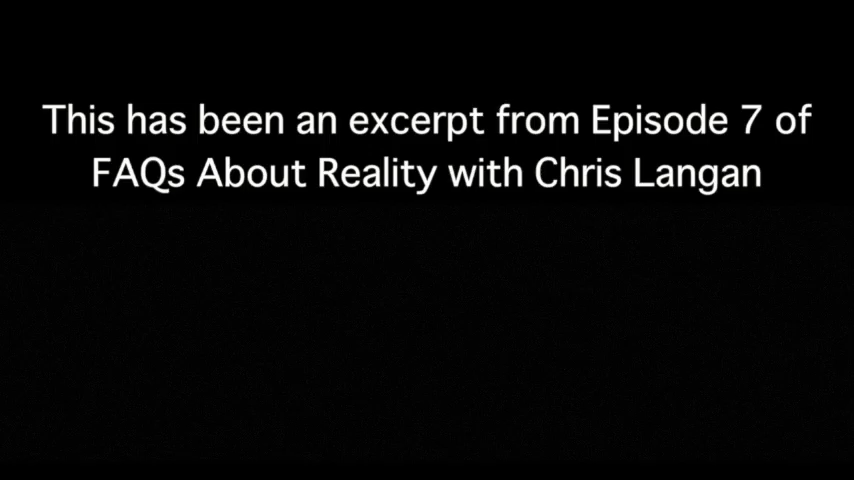 This has been an excerpt from Episode 7 of
FAQs About Reality with Chris Langan